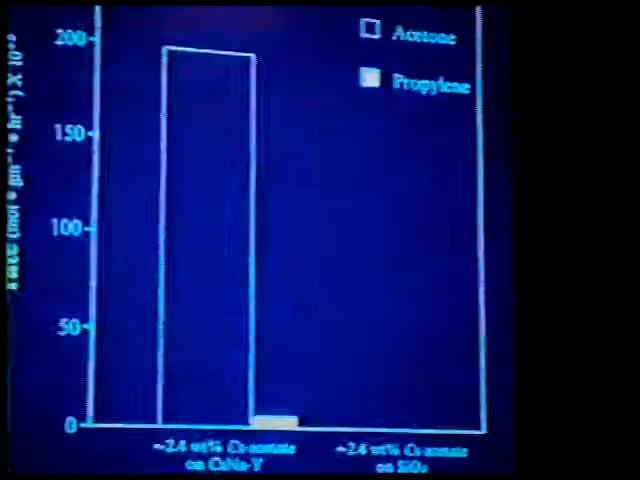 200
Acetone
Propylene
150
100
50
0
~2.4 wt% Cs-acetate
on CsNa-Y
~2.4 wt% Cs-acetate
on SiO₂